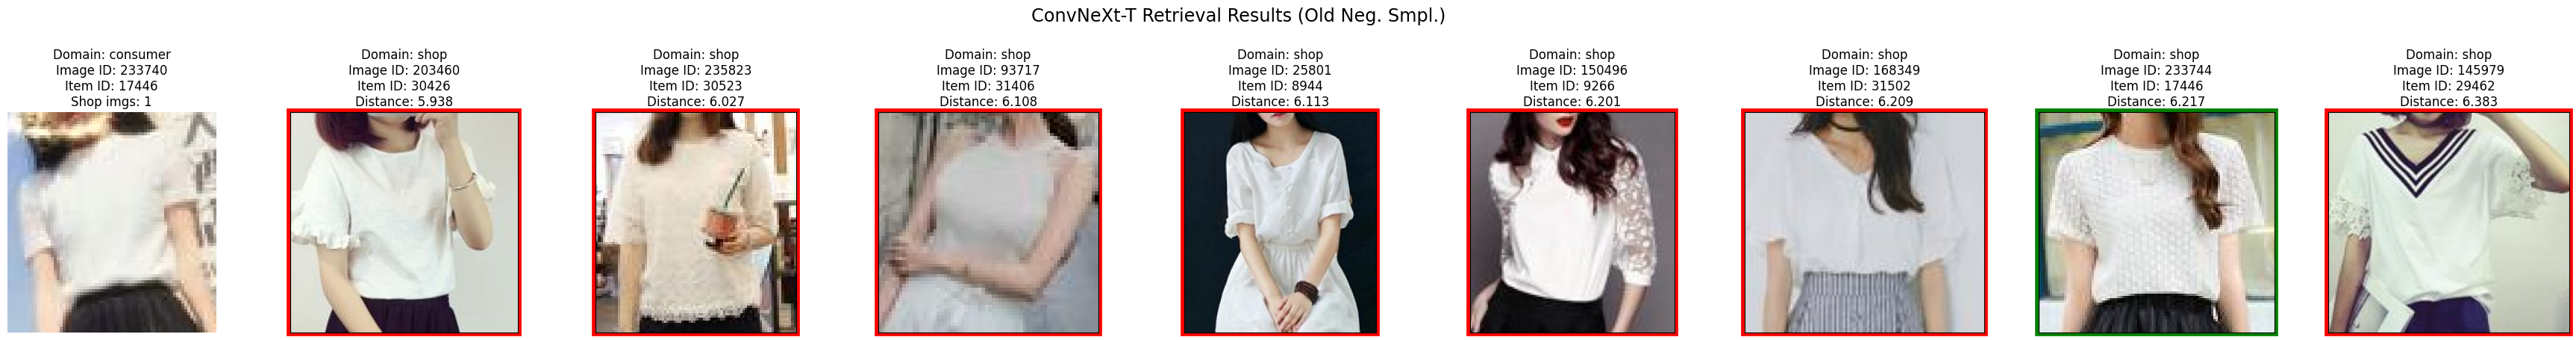 ConvNeXt-T Retrieval Results (Old Neg. Smpl.)
Domain: consumer
Image ID: 233740
Item ID: 17446
Shop imgs: 1
Domain: shop
Image ID: 203460
Item ID: 30426
Distance: 5.938
Domain: shop
Image ID: 235823
Item ID: 30523
Distance: 6.027
Domain: shop
Image ID: 93717
Item ID: 31406
Distance: 6.108
Domain: shop
Image ID: 25801
Item ID: 8944
Distance: 6.113
Domain: shop
Image ID: 150496
Item ID: 9266
Distance: 6.201
Domain: shop
Image ID: 168349
Item ID: 31502
Distance: 6.209
Domain: shop
Image ID: 233744
Item ID: 17446
Distance: 6.217
Domain: shop
Image ID: 145979
Item ID: 29462
Distance: 6.383